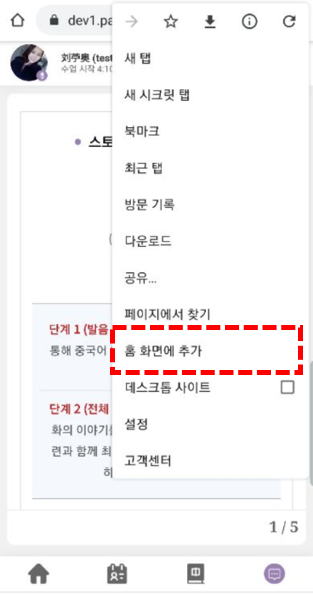 dev1.pa
刘苧奥 (test
수업 시작 4:10
새 탭
새 시크릿 탭
북마크
최근 탭
방문 기록
다운로드
공유...
페이지에서 찾기
홈 화면에 추가
데스크톱 사이트
설정
고객센터
• 스토
단계 1 (발음
통해 중국어
단계 2 (전체
화의 이야기를
련과 함께 최
하
1 / 5